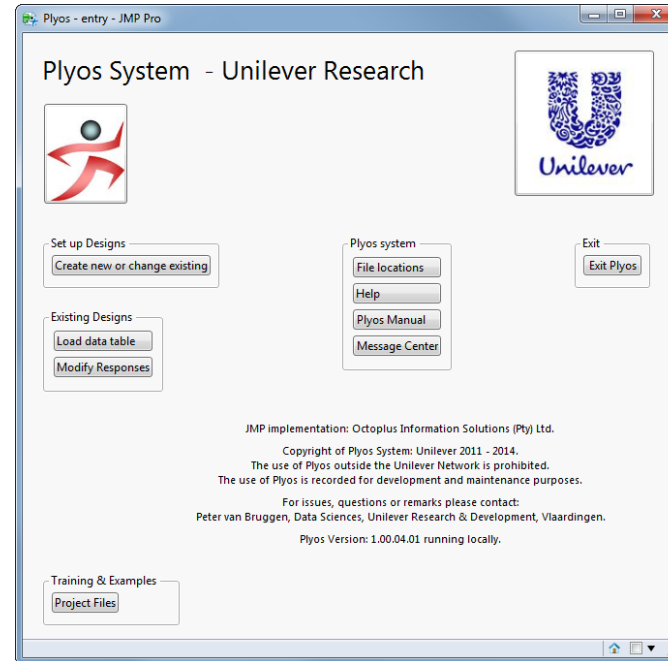 Plyos - entry - JMP Pro
Plyos System - Unilever Research
Unilever
Set up Designs
Create new or change existing
Existing Designs
Load data table
Modify Responses
Plyos system
File locations
Help
Plyos Manual
Message Center
Exit
Exit Plyos
JMP implementation: Octoplus Information Solutions (Pty) Ltd.
Copyright of Plyos System: Unilever 2011 - 2014.
The use of Plyos outside the Unilever Network is prohibited.
The use of Plyos is recorded for development and maintenance purposes.
For issues, questions or remarks please contact:
Peter van Bruggen, Data Sciences, Unilever Research & Development, Vlaardingen.
Plyos Version: 1.00.04.01 running locally.
Training & Examples
Project Files